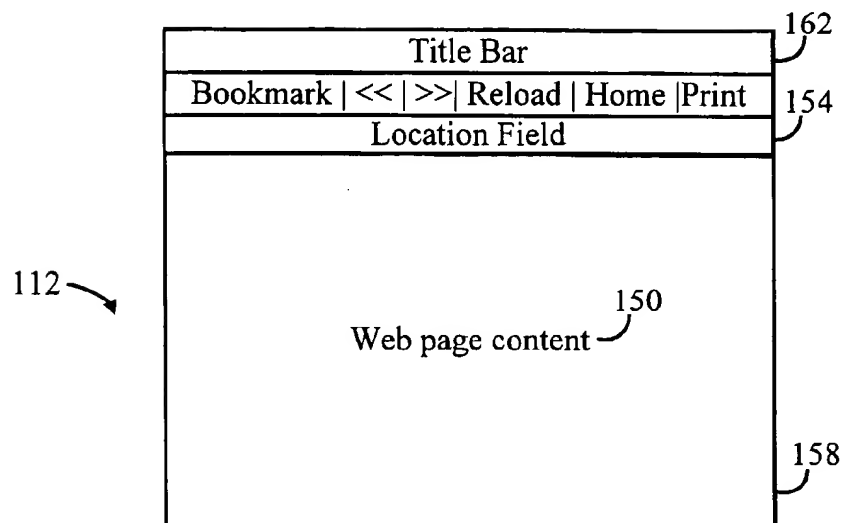 162
Title Bar
Bookmark | << | >>| Reload | Home |Print
154
Location Field
112
150
Web page content
158